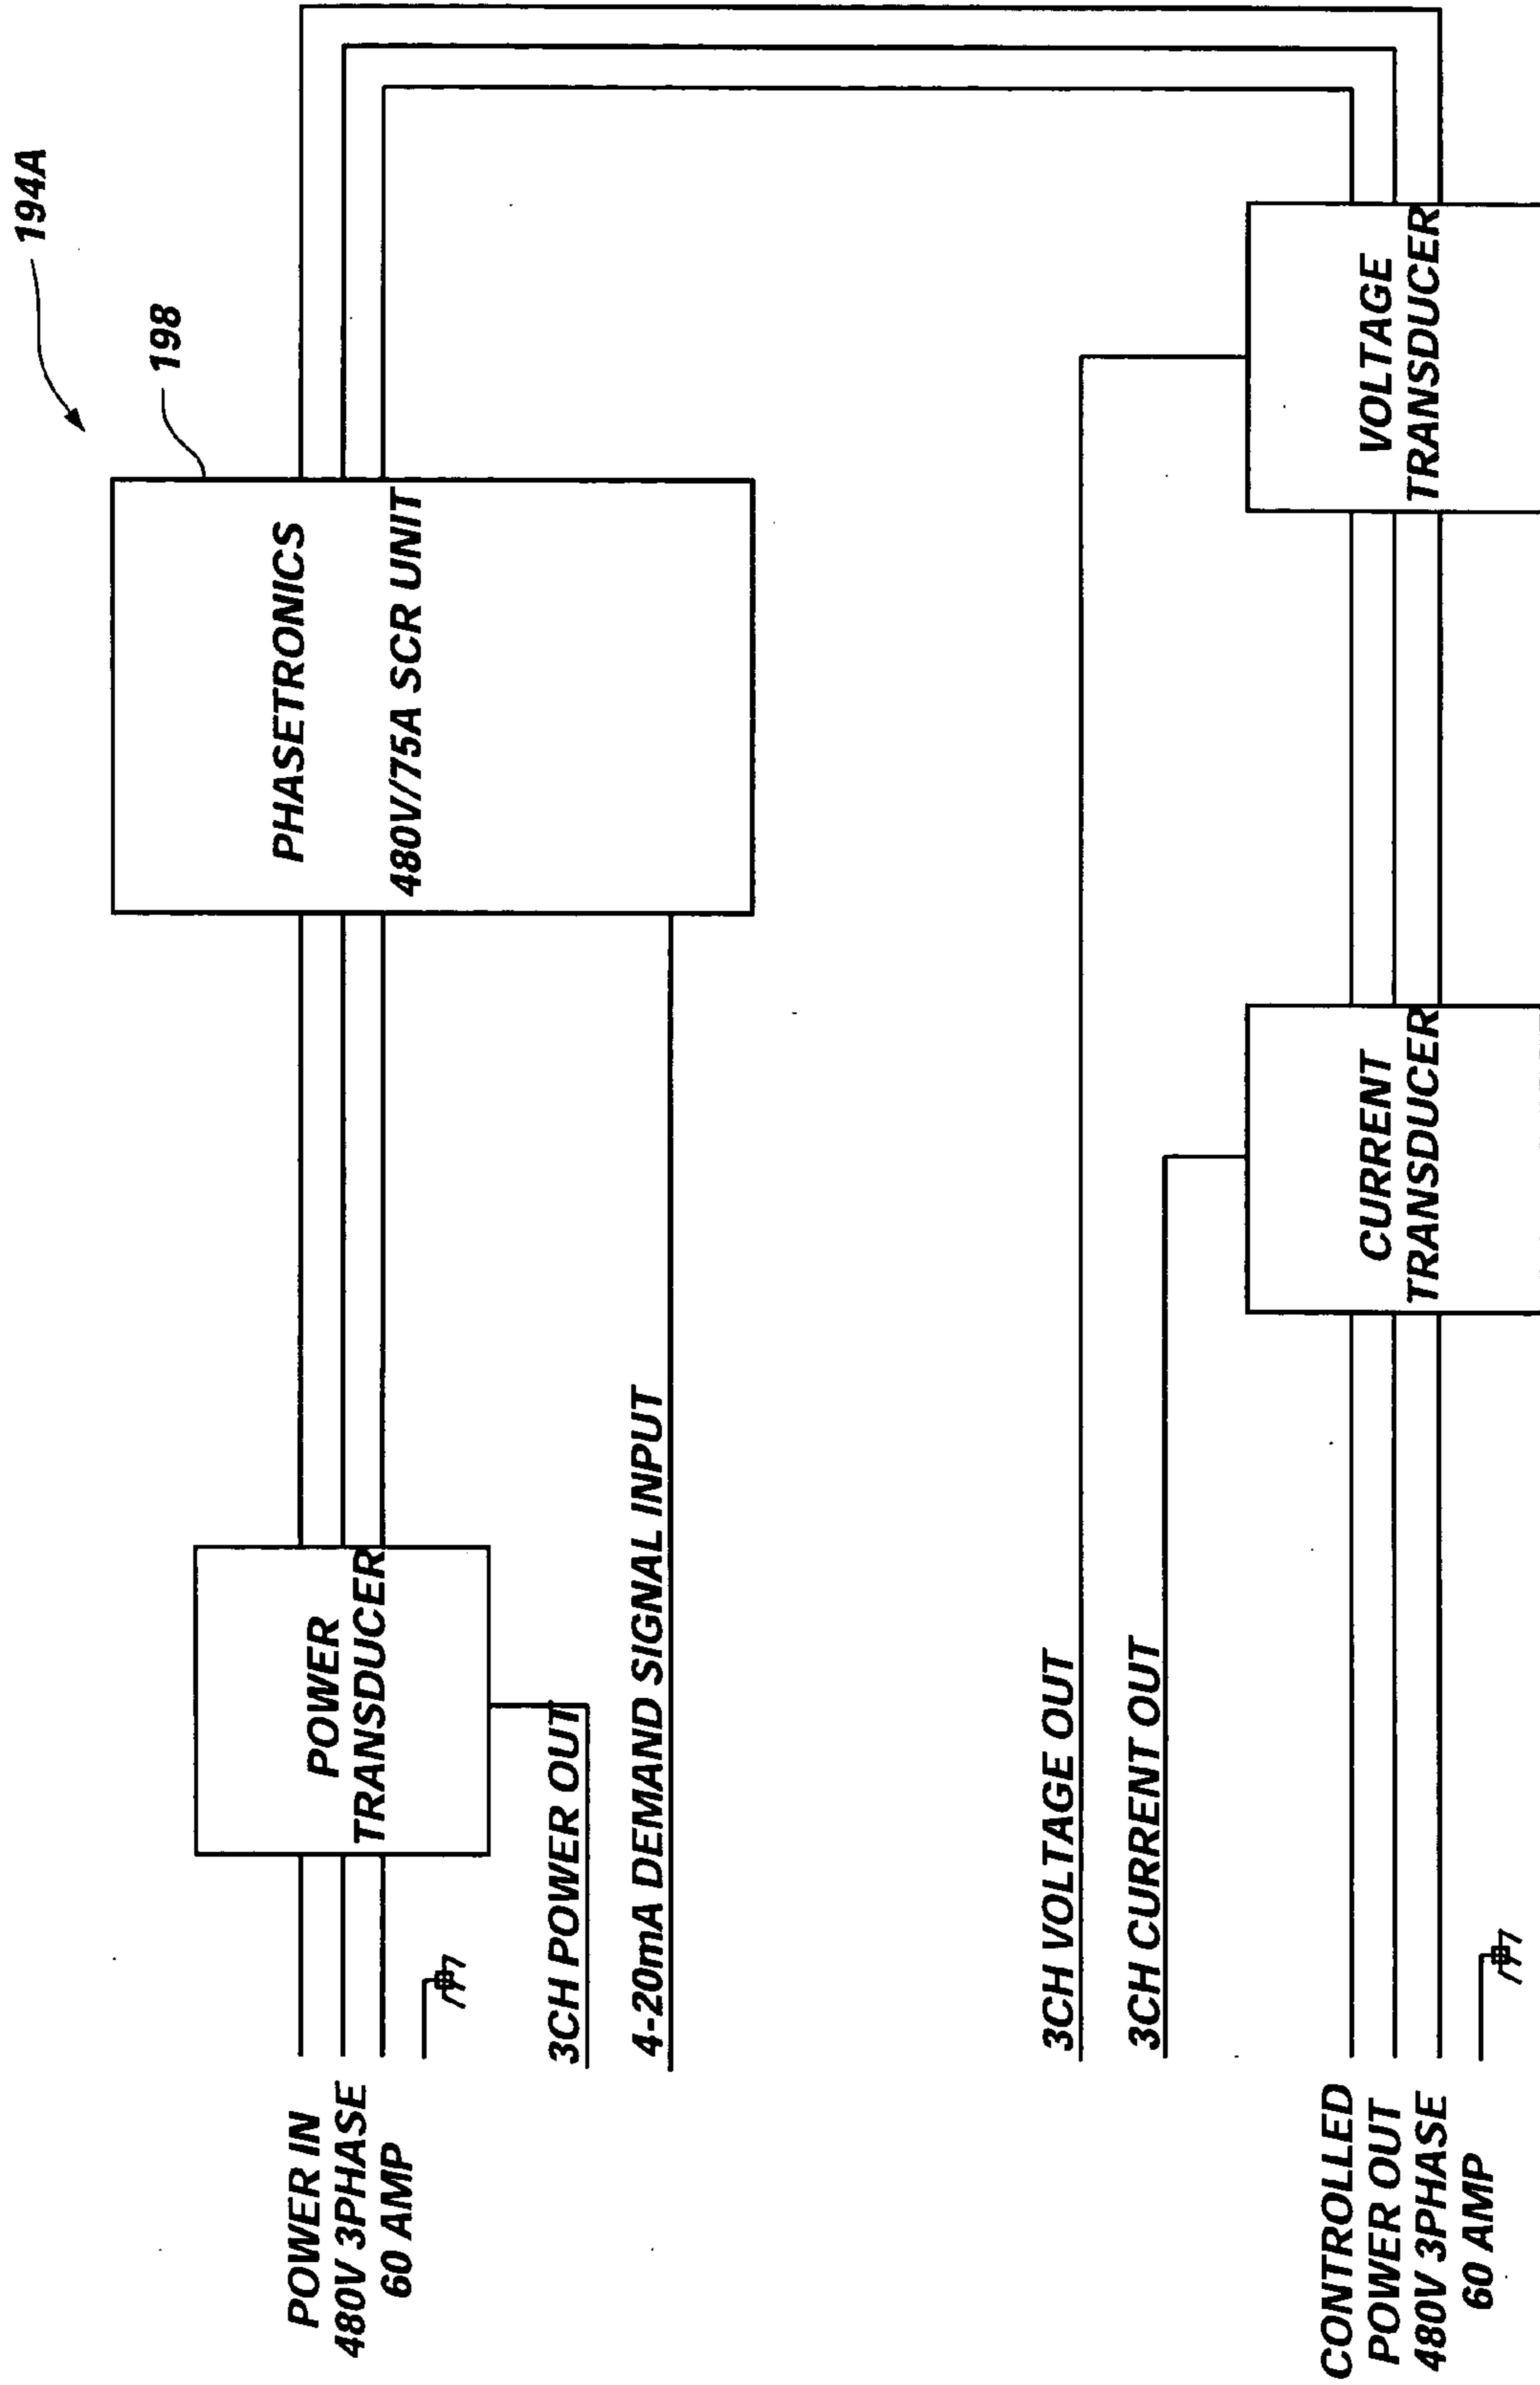 194A
198
PHASETRONICS
480V/75A SCR UNIT
POWER
TRANSDUCER
POWER IN
480V 3PHASE
60 AMP
3CH POWER OUT
4-20mA DEMAND SIGNAL INPUT
3CH VOLTAGE OUT
3CH CURRENT OUT
VOLTAGE
TRANSDUCER
CURRENT
TRANSDUCER
CONTROLLED
POWER OUT
480V 3PHASE
60 AMP